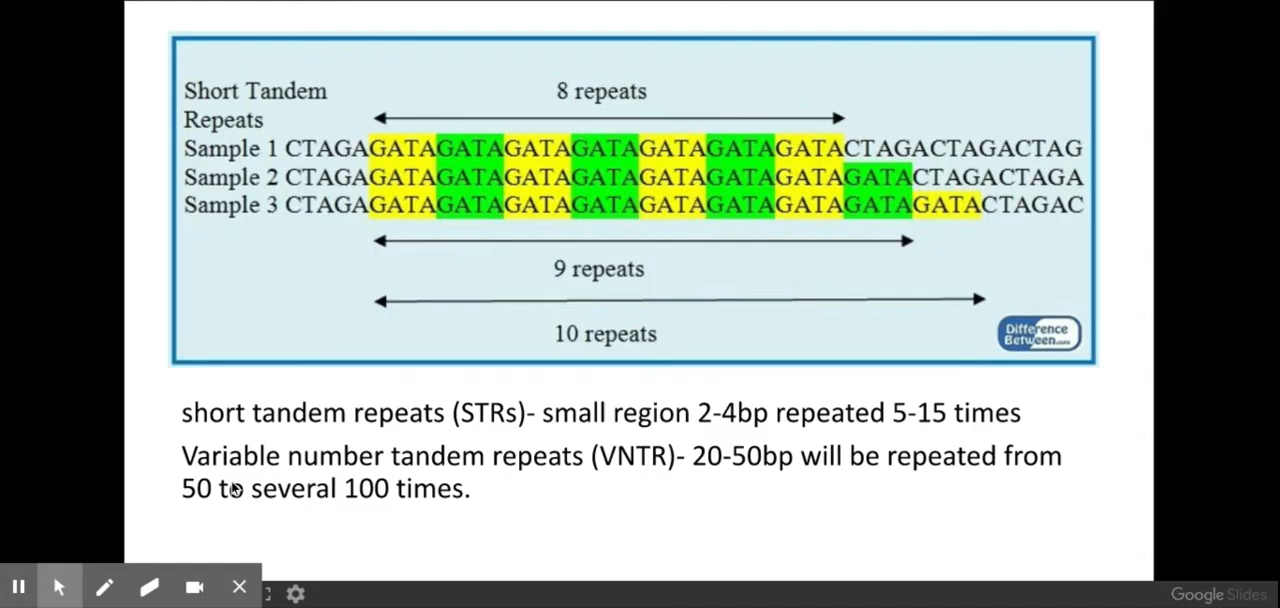 Short Tandem
Repeats
8 repeats
Sample 1 CTAGAGATAGATAGATAGATAGATAGATAGATACTAGACTAGACTAG
Sample 2 CTAGAGATAGATAGATAGATAGATAGATAGATAGATACTAGACTAGA
Sample 3 CTAGAGATAGATAGATAGATAGATAGATAGATAGATAGATACTAGAC
9 repeats
10 repeats
Difference
Between.com
short tandem repeats (STRs)- small region 2-4bp repeated 5-15 times
Variable number tandem repeats (VNTR)- 20-50bp will be repeated from
50 to several 100 times.
Google Slides